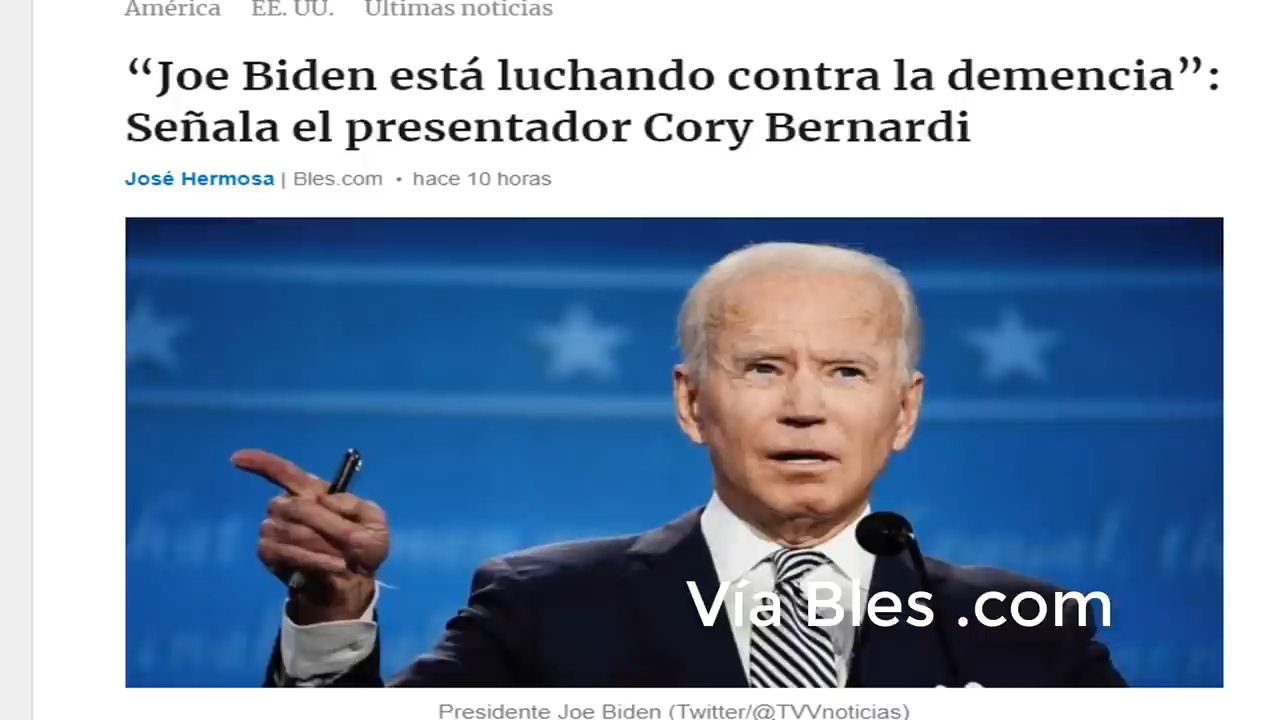 América EE. UU. Últimas noticias
“Joe Biden está luchando contra la demencia”:
Señala el presentador Cory Bernardi
José Hermosa | Bles.com • hace 10 horas
Vía Bles .com
Presidente Joe Biden (Twitter/@TVVnoticias)